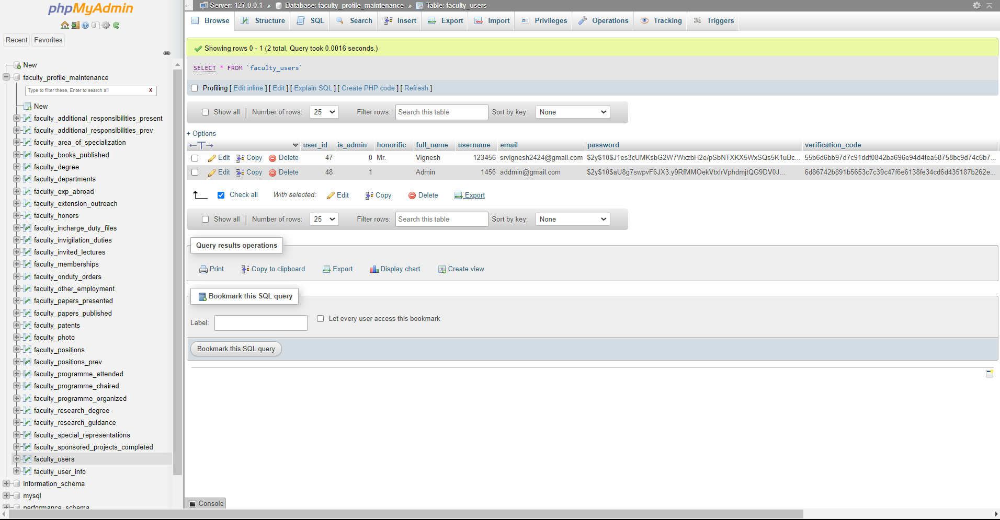 phpMyAdmin
Recent Favorites
New
faculty_profile_maintenance
Type to filter these, Enter to search all X
New
faculty_additional_responsibilities_present
faculty_additional_responsibilities_prev
faculty_area_of_specialization
faculty_books_published
faculty_degree
faculty_departments
faculty_exp_abroad
faculty_extension_outreach
faculty_honors
faculty_incharge_duty_files
faculty_invigilation_duties
faculty_invited_lectures
faculty_memberships
faculty_onduty_orders
faculty_other_employment
faculty_papers_presented
faculty_papers_published
faculty_patents
faculty_photo
faculty_positions
faculty_positions_prev
faculty_programme_attended
faculty_programme_chaired
faculty_programme_organized
faculty_research_degree
faculty_research_guidance
faculty_special_representations
faculty_sponsored_projects_completed
faculty_users
faculty_user_info
information_schema
mysql
performance_schema
Server: 127.0.0.1 » Database: faculty_profile_maintenance » Table: faculty_users
Browse Structure SQL Search Insert Export Import Privileges Operations Tracking Triggers
Showing rows 0 - 1 (2 total, Query took 0.0016 seconds.)
SELECT * FROM `faculty_users`
Profiling [ Edit inline ] [ Edit ] [ Explain SQL ] [ Create PHP code ] [ Refresh ]
Show all Number of rows: 25 Filter rows: Search this table Sort by key: None
+ Options
user_id is_admin honorific full_name username email password verification_code
Edit Copy Delete 47 0 Mr. Vignesh 123456 srvignesh2424@gmail.com $2y$10$J1es3cUMKsbG2W7WxzbH2e/pSbNTXKX5WxSQs5K1uBc... 55b6d6bb97d7c91ddf0842ba696e94d4fea58758bc9d74c6b7...
Edit Copy Delete 48 1 Admin 1456 addmin@gmail.com $2y$10$aU8g7swpvF6JX3.y9RfMMOekVtxIrVphdmjtQG9DV0J... 6d86742b891b5653c7c39c47f6e6138fe34cd6d435187b262e...
Check all With selected: Edit Copy Delete Export
Show all Number of rows: 25 Filter rows: Search this table Sort by key: None
Query results operations
Print Copy to clipboard Export Display chart Create view
Bookmark this SQL query
Label: Let every user access this bookmark
Bookmark this SQL query
Console